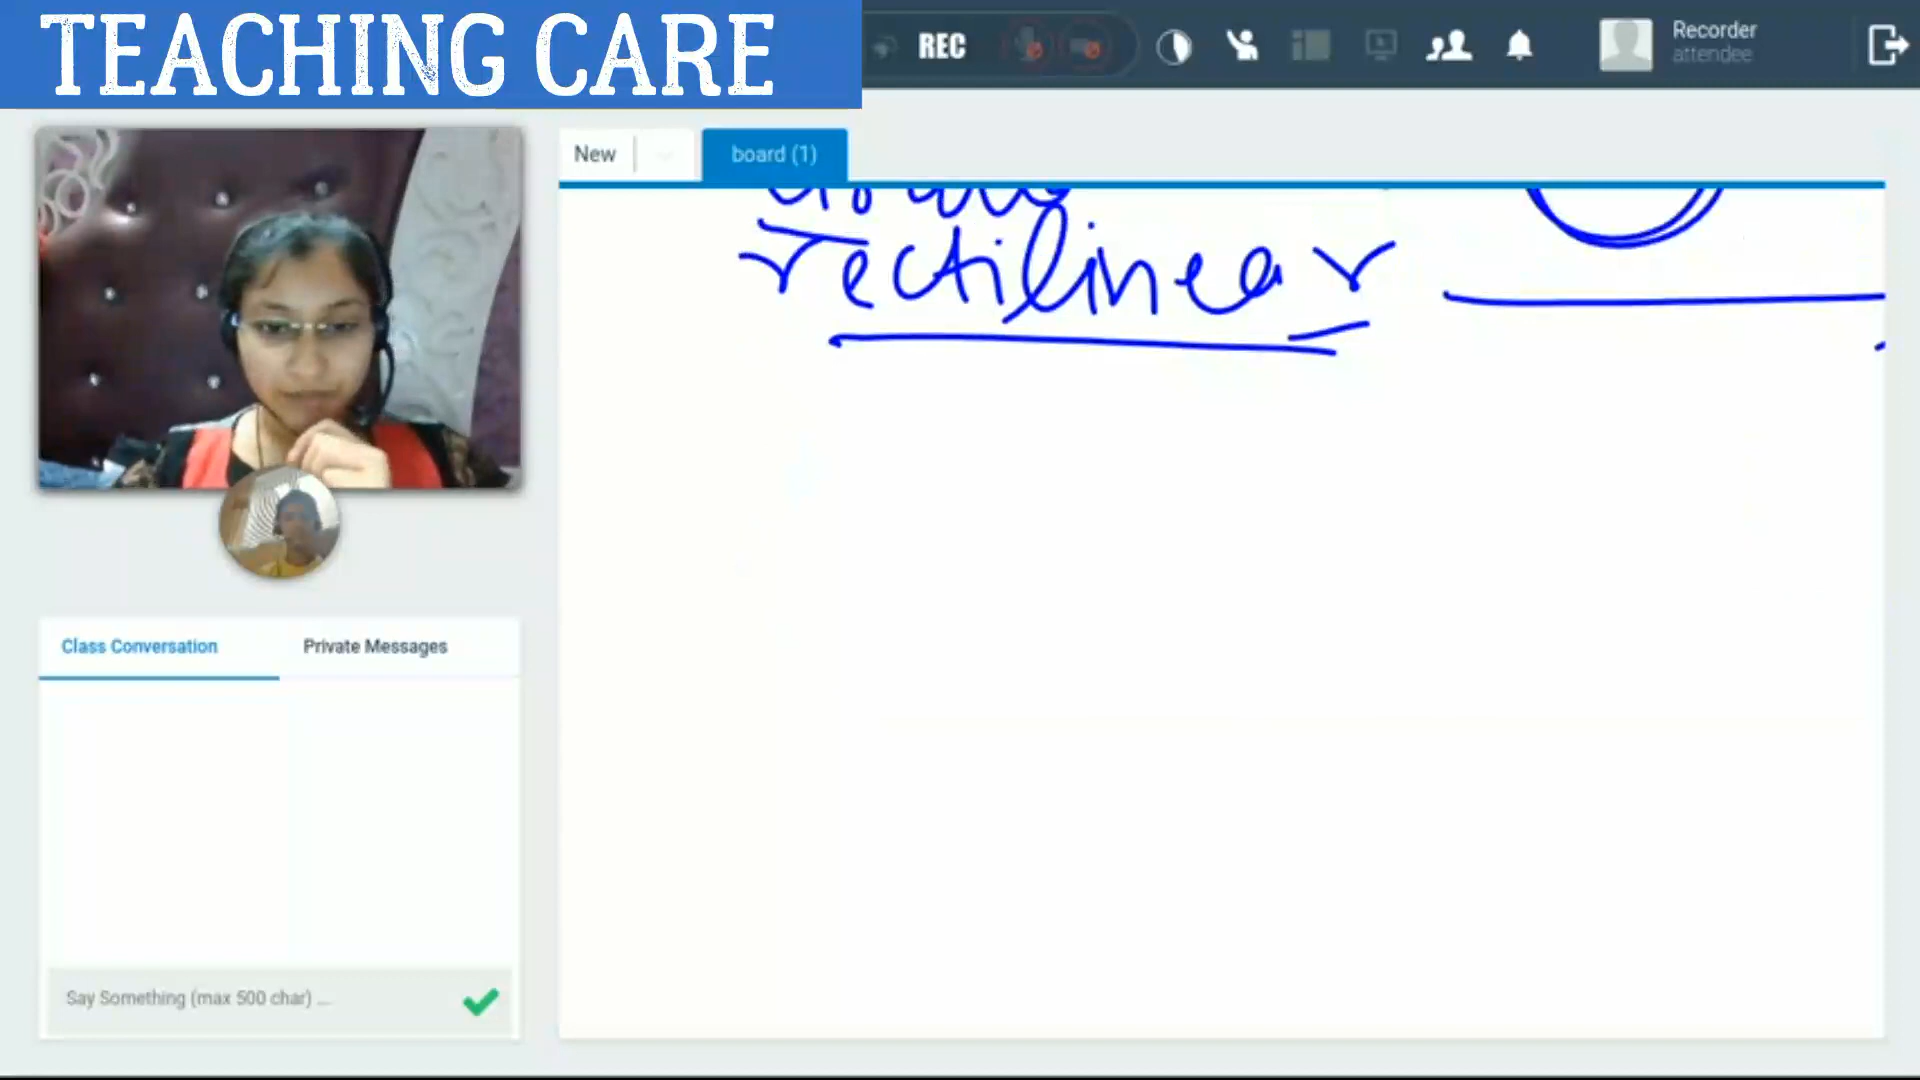 TEACHING CARE
REC
Recorder
attendee
New
board (1)
rectilinear
Class Conversation
Private Messages
Say Something (max 500 char) ...